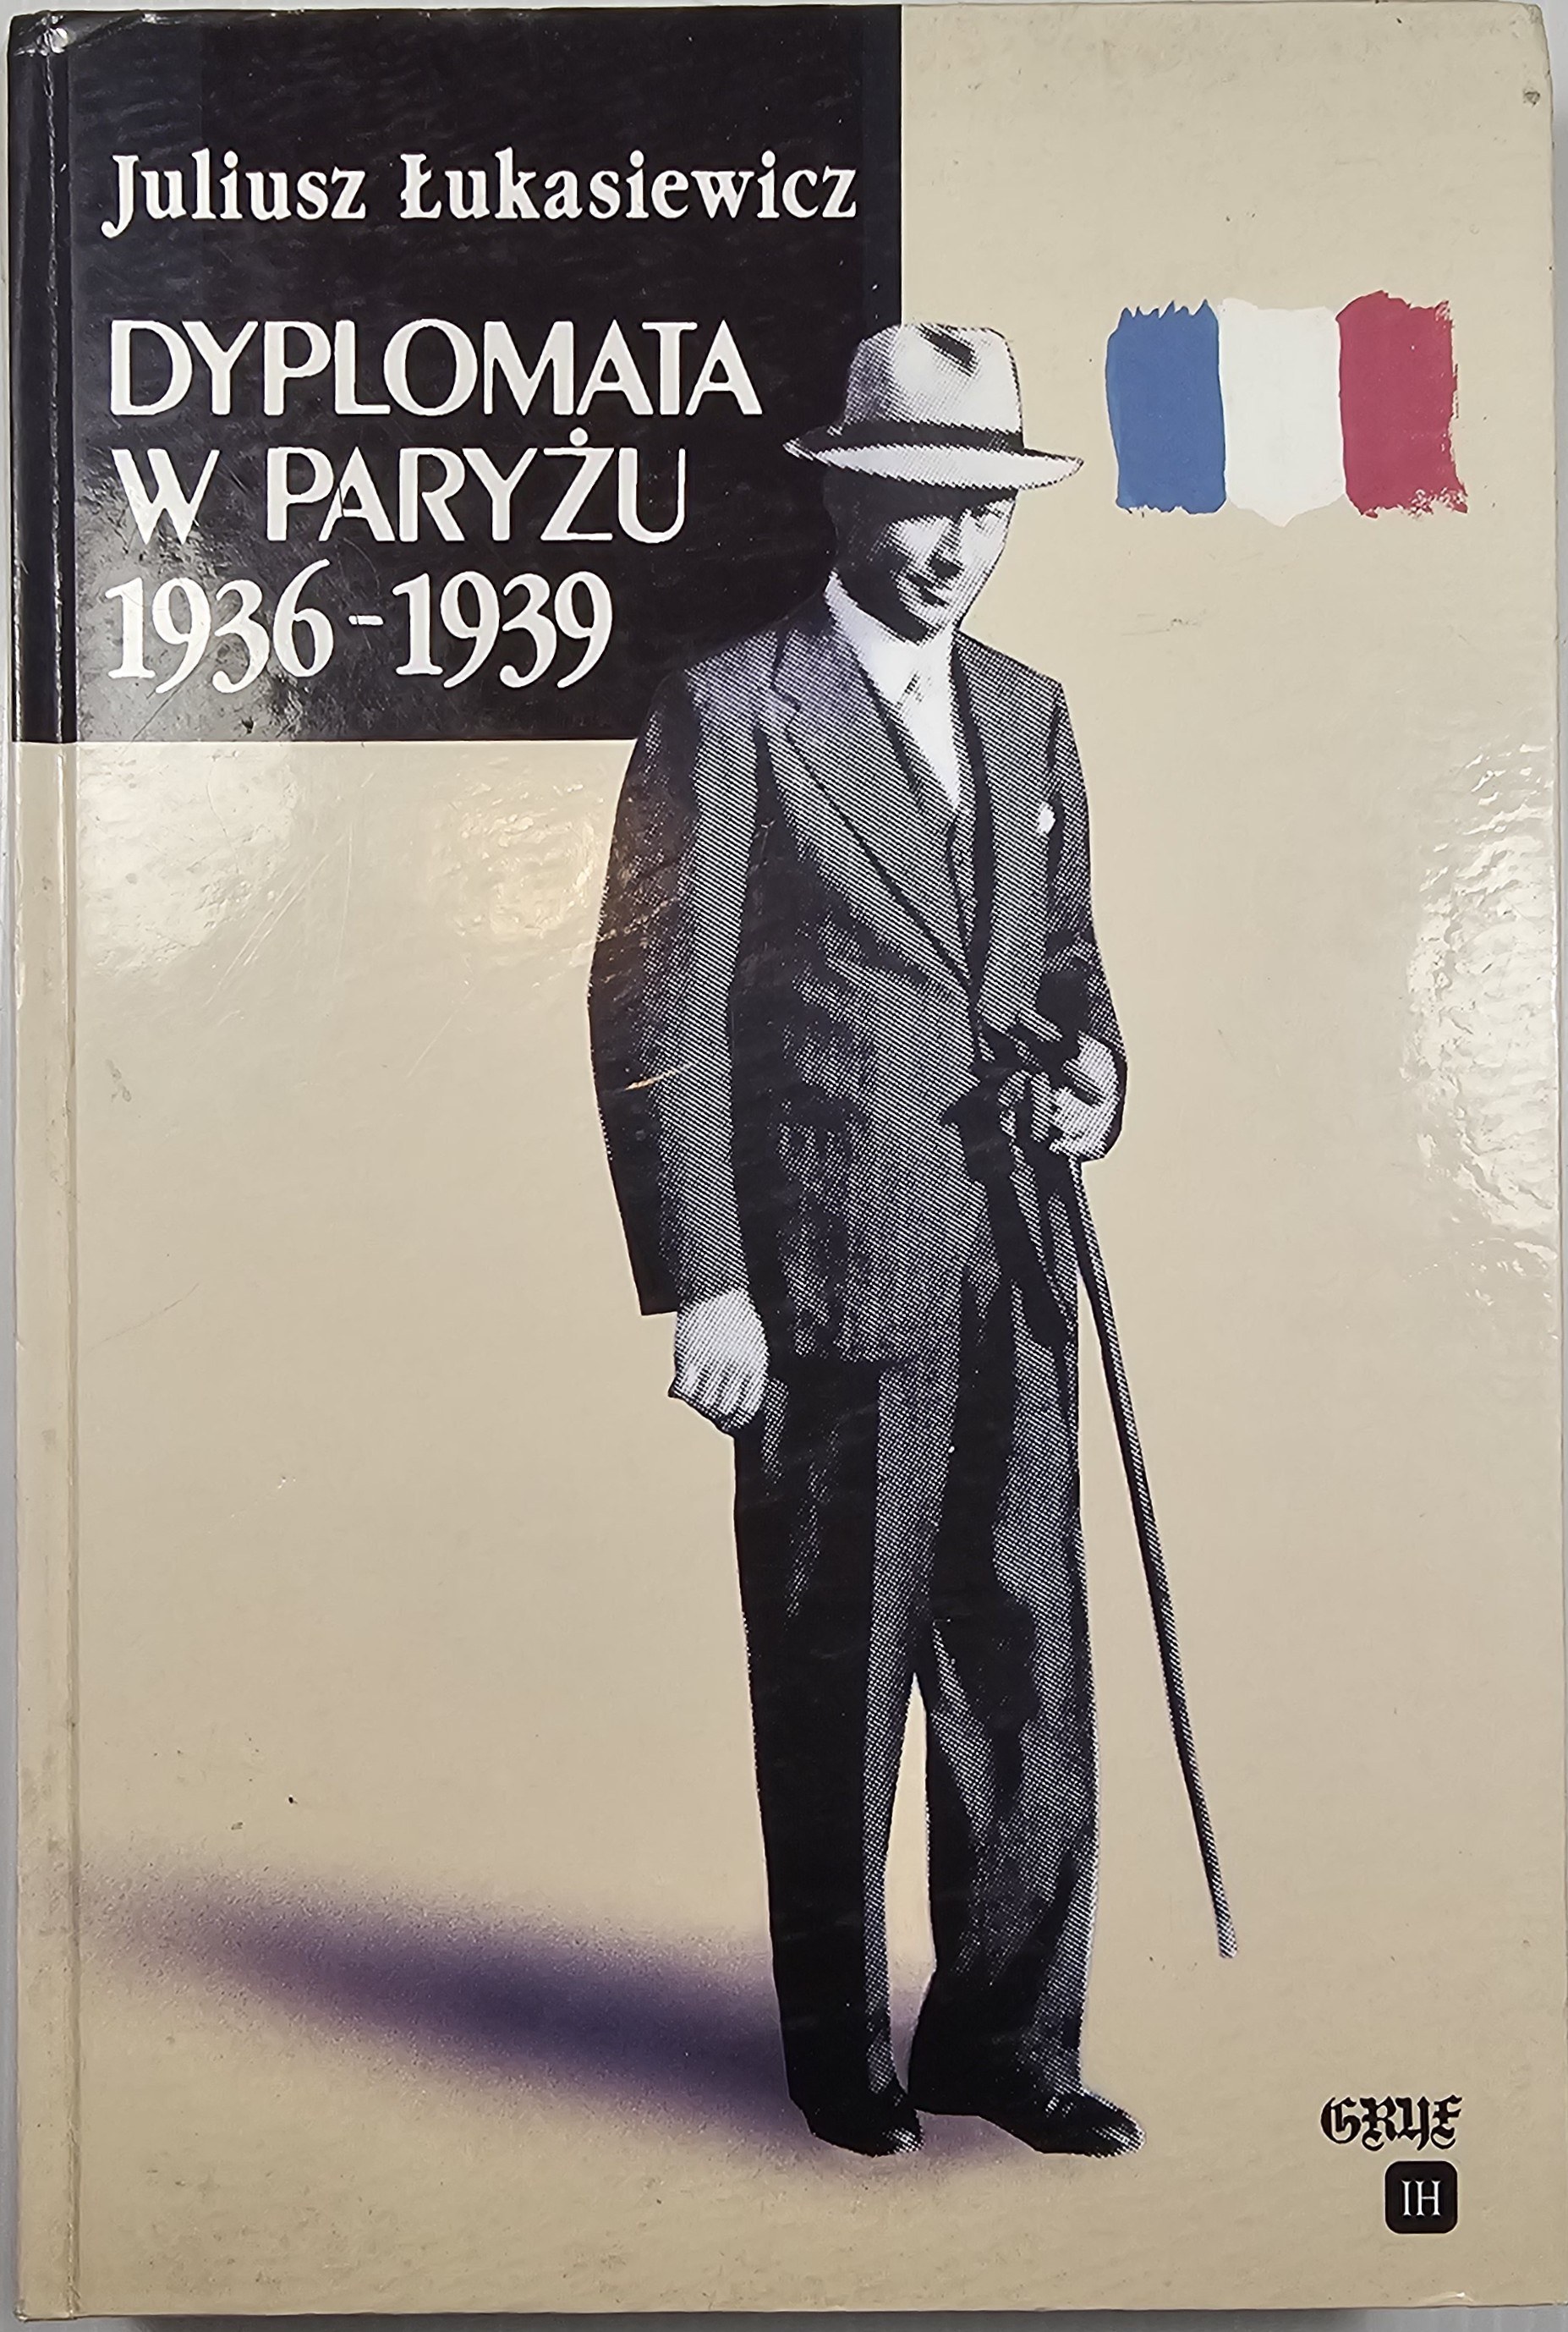 Juliusz Łukasiewicz
DYPLOMATA
W PARYŻU
1936-1939
GRYF
IH